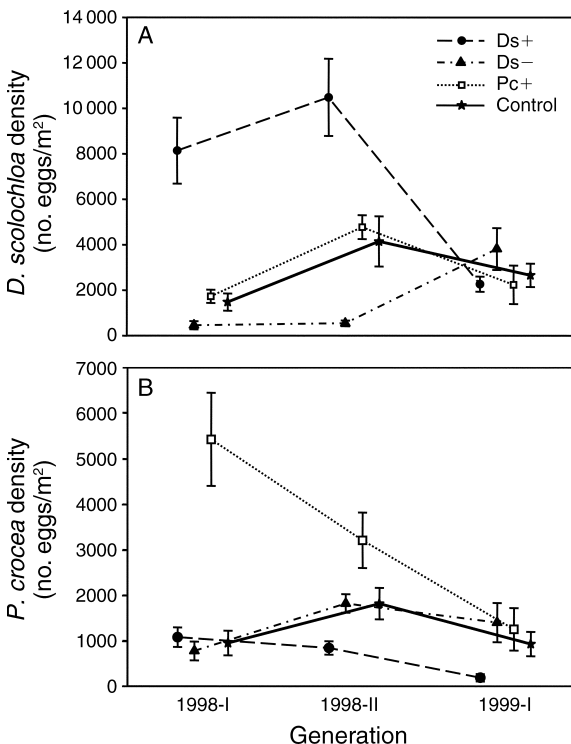 A
Ds+
Ds−
Pc+
Control
14 000
12 000
10 000
8000
6000
4000
2000
0
D. scolochloa density
(no. eggs/m²)
B
7000
6000
5000
4000
3000
2000
1000
0
P. crocea density
(no. eggs/m²)
1998-I 1998-II 1999-I
Generation